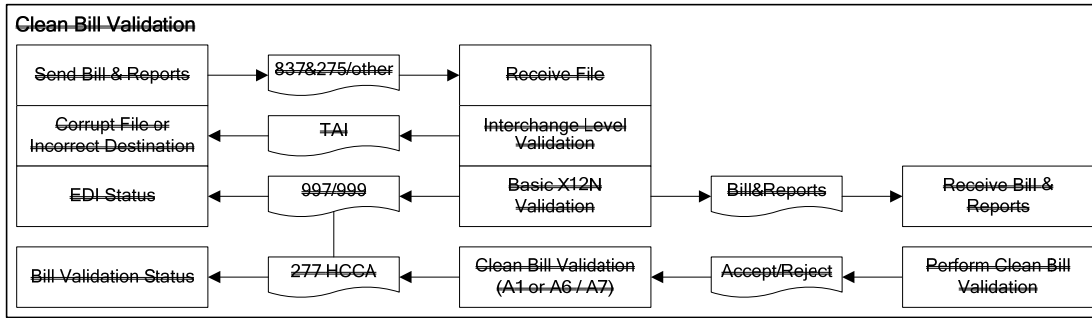 Clean Bill Validation
Send Bill & Reports
837&275/other
Receive File
Corrupt File or
Incorrect Destination
TAI
Interchange Level
Validation
EDI Status
997/999
Basic X12N
Validation
Bill&Reports
Receive Bill &
Reports
Bill Validation Status
277 HCCA
Clean Bill Validation
(A1 or A6 / A7)
Accept/Reject
Perform Clean Bill
Validation